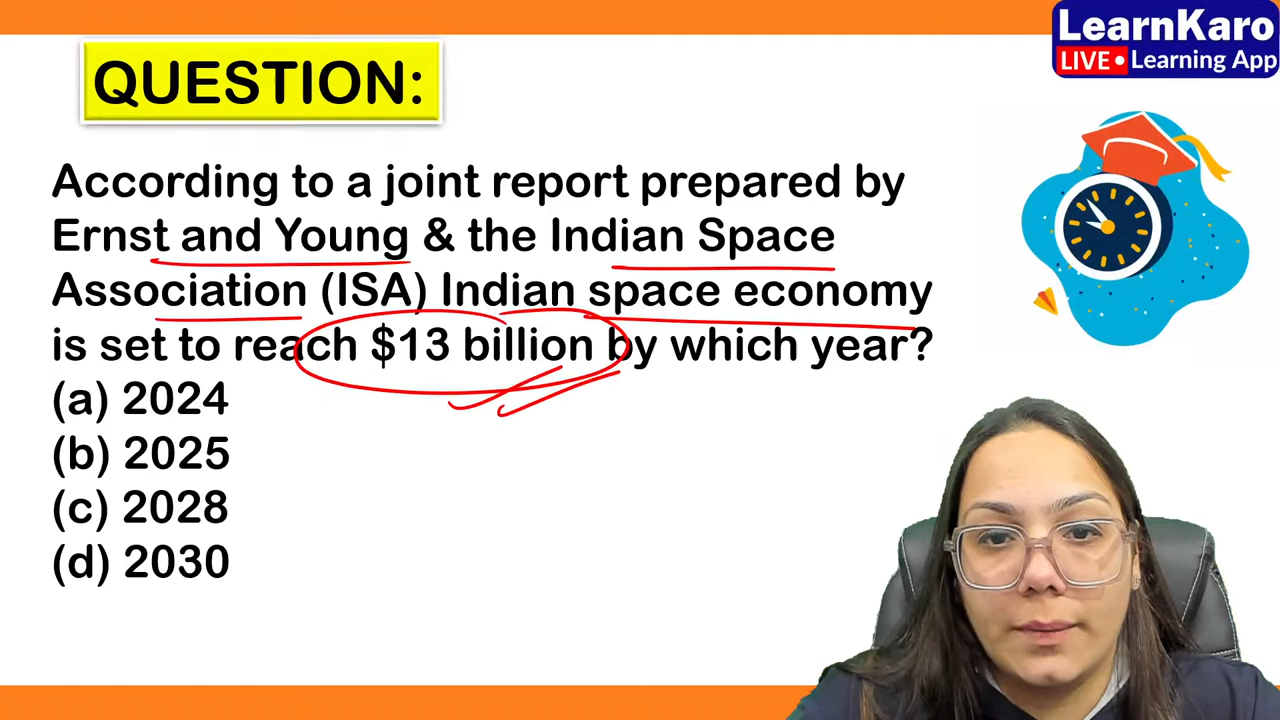 LearnKaro
LIVE • Learning App
QUESTION:
According to a joint report prepared by
Ernst and Young & the Indian Space
Association (ISA) Indian space economy
is set to reach $13 billion by which year?
(a) 2024
(b) 2025
(c) 2028
(d) 2030